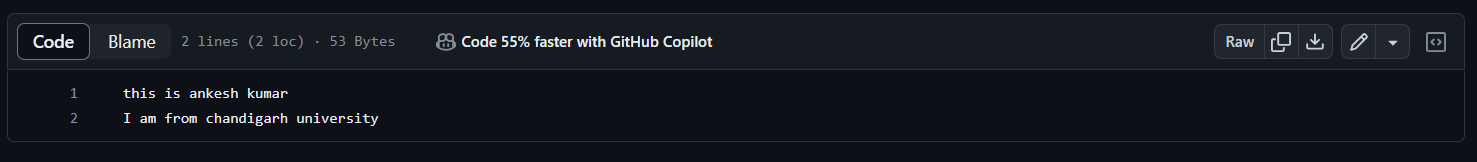 Code Blame 2 lines (2 loc) · 53 Bytes Code 55% faster with GitHub Copilot Raw
1 this is ankesh kumar
2 I am from chandigarh university